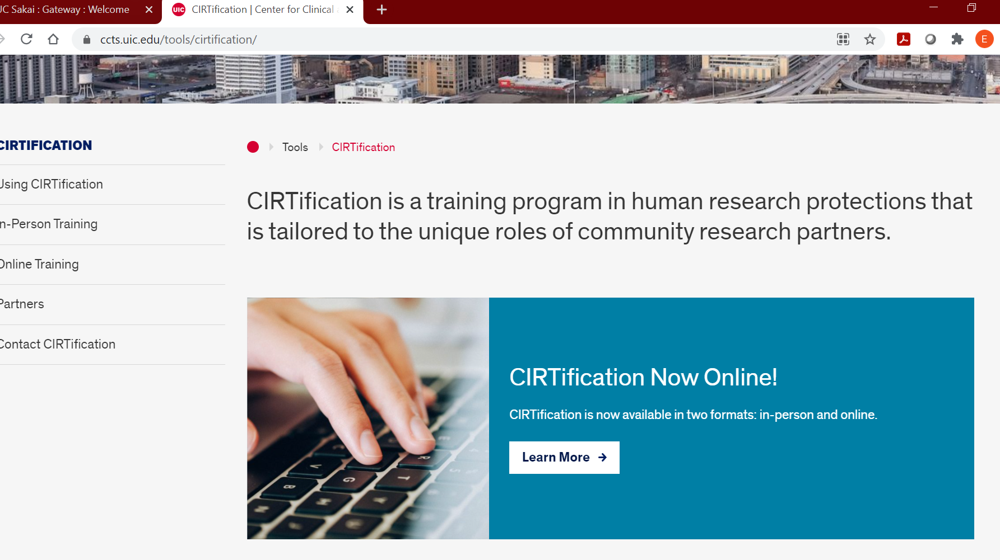 UC Sakai : Gateway : Welcome
UIC CIRTification | Center for Clinical
ccts.uic.edu/tools/cirtification/
E
CIRTIFICATION
Using CIRTification
In-Person Training
Online Training
Partners
Contact CIRTification
Tools CIRTification
CIRTification is a training program in human research protections that
is tailored to the unique roles of community research partners.
CIRTification Now Online!
CIRTification is now available in two formats: in-person and online.
Learn More →
C
R
V
G
T
B
Y
N
H